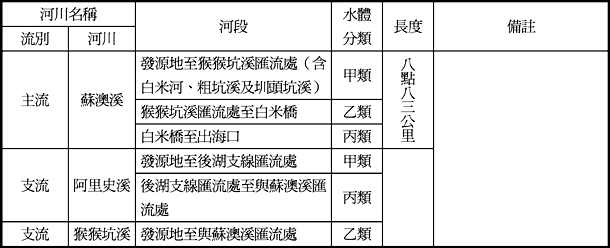 河川名稱
河段
水體
分類
長度
備註
流別
河川
主流
蘇澳溪
發源地至猴猴坑溪匯流處（含
白米河、粗坑溪及圳頭坑溪）
甲類
八點八三公里
猴猴坑溪匯流處至白米橋
乙類
白米橋至出海口
丙類
支流
阿里史溪
發源地至後湖支線匯流處
甲類
後湖支線匯流處至與蘇澳溪匯
流處
丙類
支流
猴猴坑溪
發源地至與蘇澳溪匯流處
乙類